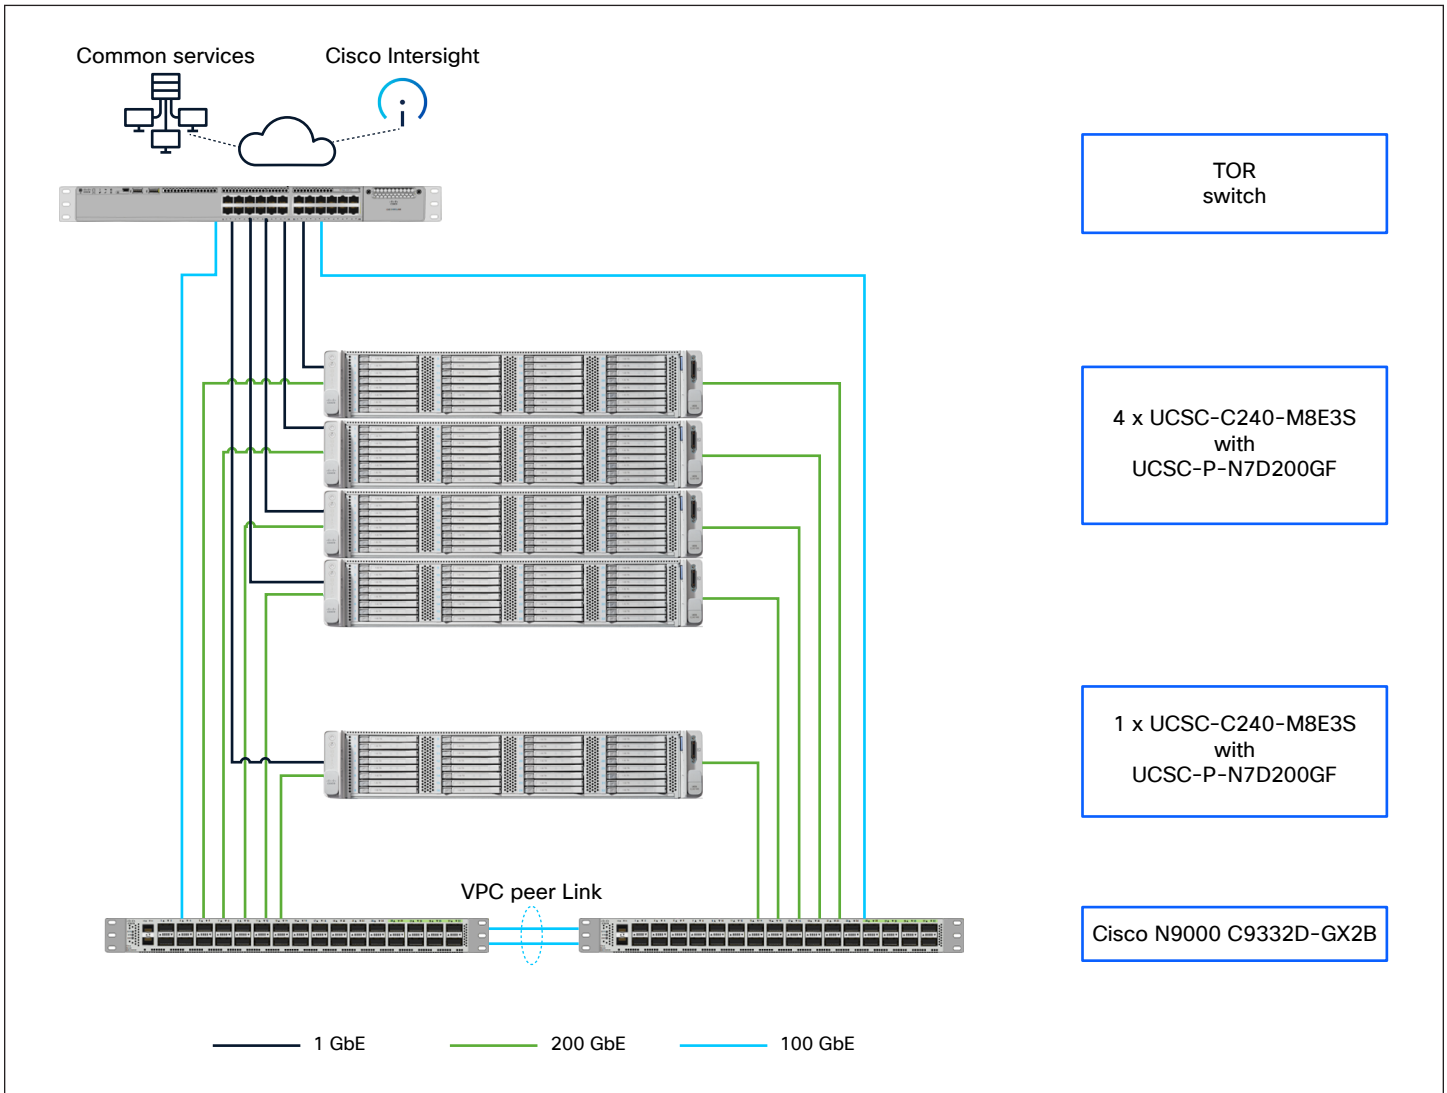 Common services
Cisco Intersight
TOR
switch
4 x UCSC-C240-M8E3S
with
UCSC-P-N7D200GF
1 x UCSC-C240-M8E3S
with
UCSC-P-N7D200GF
VPC peer Link
Cisco N9000 C9332D-GX2B
1 GbE
200 GbE
100 GbE